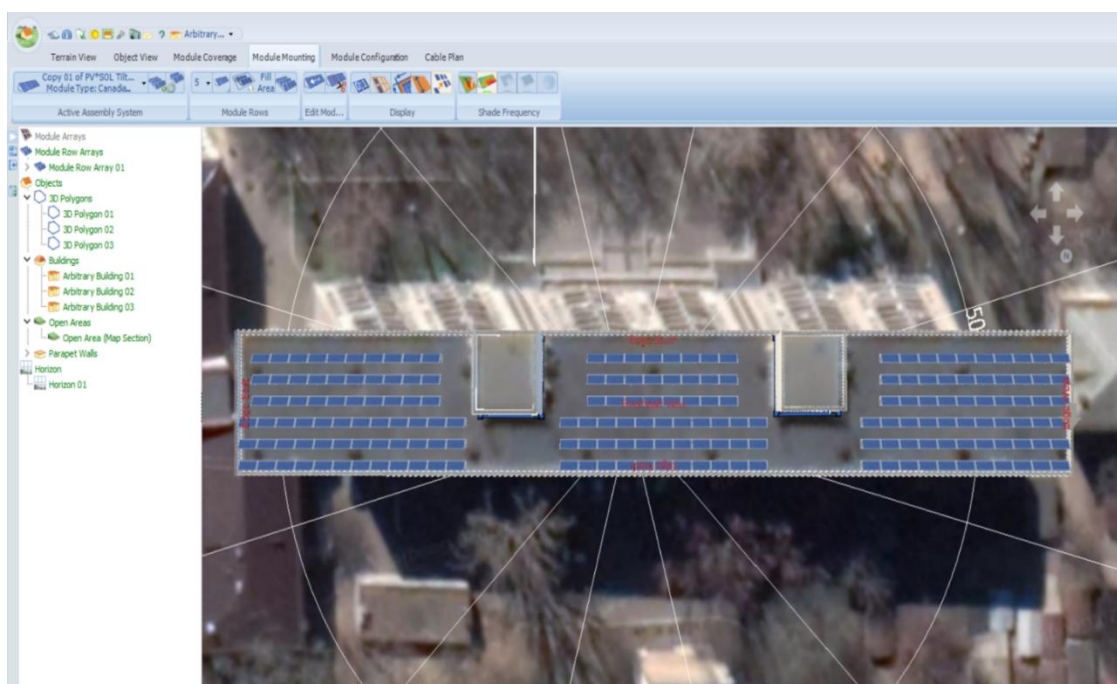 Arbitrary...
Terrain View Object View Module Coverage Module Mounting Module Configuration Cable Plan
Copy 01 of PV*SOL Tilt...
Module Type: Canadia...
5
Fill
Area
Active Assembly System Module Rows Edit Mod... Display Shade Frequency
Module Arrays
Module Row Arrays
Module Row Array 01
Objects
3D Polygons
3D Polygon 01
3D Polygon 02
3D Polygon 03
Buildings
Arbitrary Building 01
Arbitrary Building 02
Arbitrary Building 03
Open Areas
Open Area (Map Section)
Parapet Walls
Horizon
Horizon 01
N
50